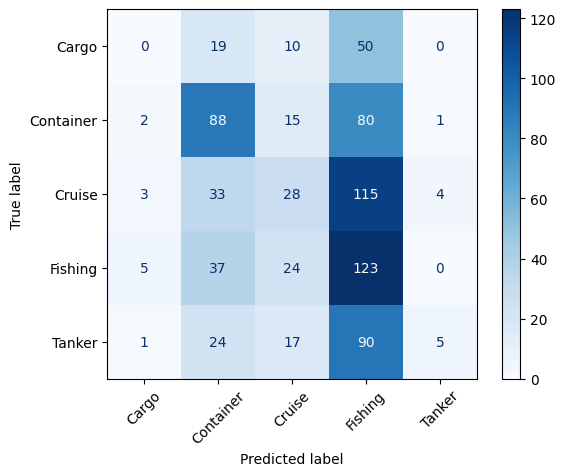 True label
Cargo 0 19 10 50 0
Container 2 88 15 80 1
Cruise 3 33 28 115 4
Fishing 5 37 24 123 0
Tanker 1 24 17 90 5
Cargo Container Cruise Fishing Tanker
Predicted label
120
100
80
60
40
20
0